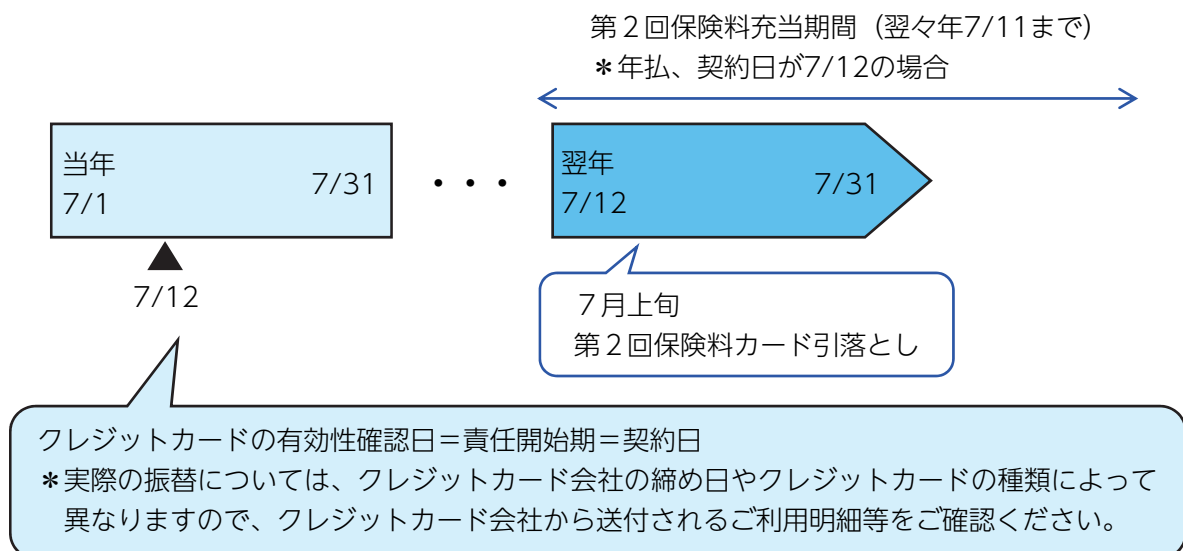 第２回保険料充当期間（翌々年7/11まで）
＊年払、契約日が7/12の場合
当年
7/1
7/31
・・・
翌年
7/12
7/31
7/12
７月上旬
第２回保険料カード引落とし
クレジットカードの有効性確認日＝責任開始期＝契約日
＊実際の振替については、クレジットカード会社の締め日やクレジットカードの種類によって
異なりますので、クレジットカード会社から送付されるご利用明細等をご確認ください。